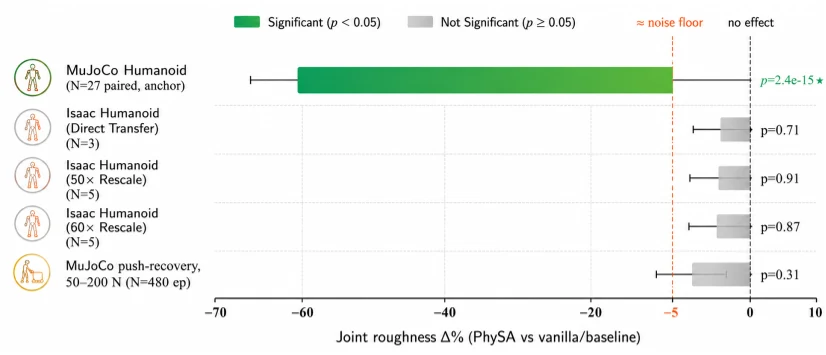 Significant (p < 0.05)
Not Significant (p ≥ 0.05)
≈ noise floor
no effect
MuJoCo Humanoid
(N=27 paired, anchor)
p=2.4e-15★
Isaac Humanoid
(Direct Transfer)
(N=3)
p=0.71
Isaac Humanoid
(50× Rescale)
(N=5)
p=0.91
Isaac Humanoid
(60× Rescale)
(N=5)
p=0.87
MuJoCo push-recovery,
50–200 N (N=480 ep)
p=0.31
−70
−60
−40
−20
−5
0
10
Joint roughness Δ% (PhySA vs vanilla/baseline)